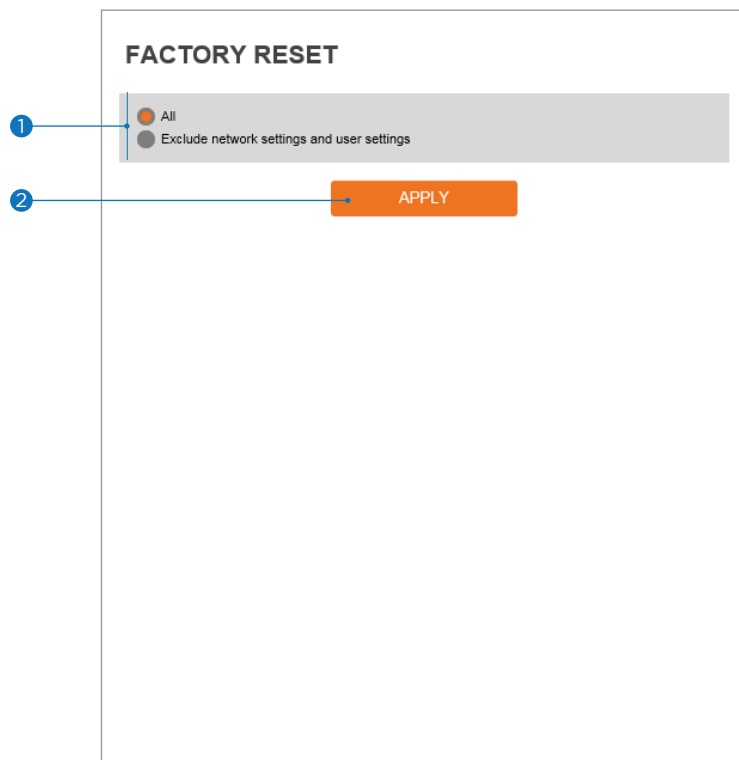 FACTORY RESET
1
All
Exclude network settings and user settings
2
APPLY